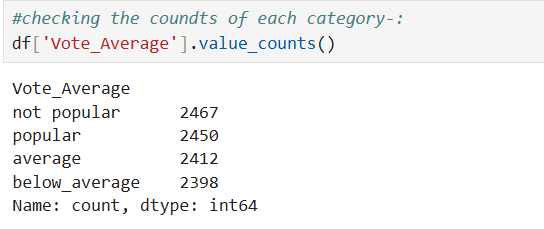 #checking the coundts of each category-:
df['Vote_Average'].value_counts()
Vote_Average
not popular      2467
popular          2450
average          2412
below_average    2398
Name: count, dtype: int64